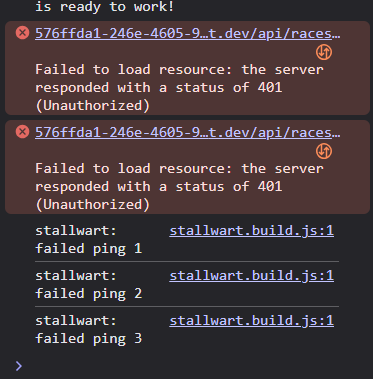 is ready to work!
576ffda1-246e-4605-9…t.dev/api/races…
Failed to load resource: the server
responded with a status of 401
(Unauthorized)
576ffda1-246e-4605-9…t.dev/api/races…
Failed to load resource: the server
responded with a status of 401
(Unauthorized)
stallwart: stallwart.build.js:1
failed ping 1
stallwart: stallwart.build.js:1
failed ping 2
stallwart: stallwart.build.js:1
failed ping 3